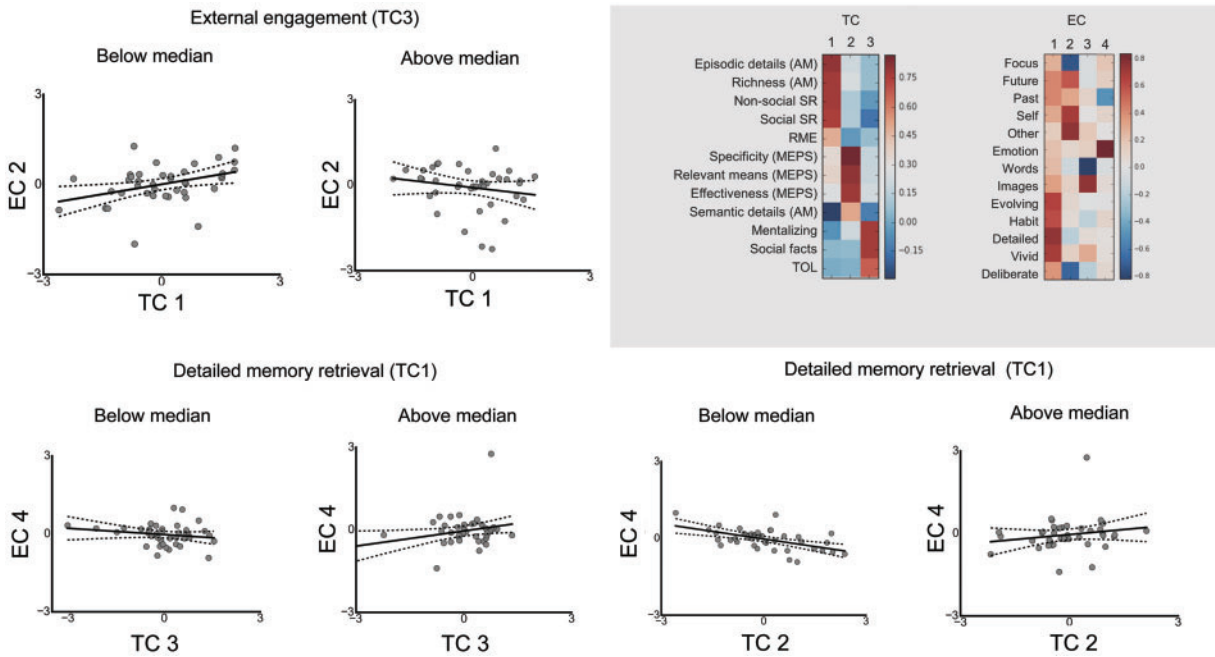 External engagement (TC3)
Below median
Above median
3
EC 2
0
−3
−3
0
3
TC 1
3
EC 2
0
−3
−3
0
3
TC 1
TC
1 2 3
Episodic details (AM)
Richness (AM)
Non-social SR
Social SR
RME
Specificity (MEPS)
Relevant means (MEPS)
Effectiveness (MEPS)
Semantic details (AM)
Mentalizing
Social facts
TOL
0.75
0.60
0.45
0.30
0.15
0.00
−0.15
EC
1 2 3 4
Focus
Future
Past
Self
Other
Emotion
Words
Images
Evolving
Habit
Detailed
Vivid
Deliberate
0.8
0.6
0.4
0.2
0.0
−0.2
−0.4
−0.6
−0.8
Detailed memory retrieval (TC1)
Below median
Above median
3
EC 4
0
−3
−3
0
3
TC 3
3
EC 4
0
−3
−3
0
3
TC 3
Detailed memory retrieval (TC1)
Below median
Above median
3
EC 4
0
−3
−3
0
3
TC 2
3
EC 4
0
−3
−3
0
3
TC 2